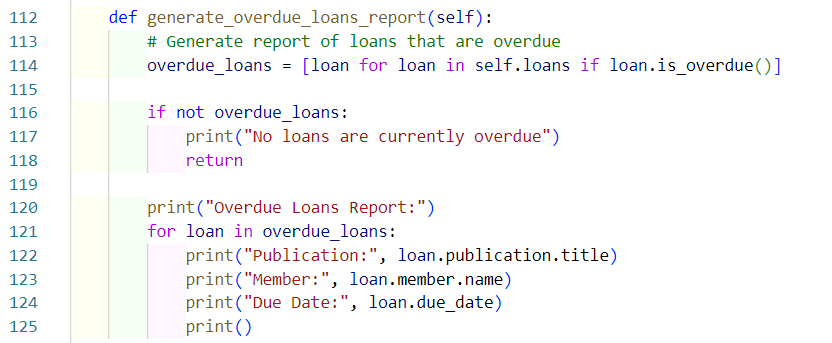 112     def generate_overdue_loans_report(self):
113         # Generate report of loans that are overdue
114         overdue_loans = [loan for loan in self.loans if loan.is_overdue()]
115
116         if not overdue_loans:
117             print("No loans are currently overdue")
118             return
119
120         print("Overdue Loans Report:")
121         for loan in overdue_loans:
122             print("Publication:", loan.publication.title)
123             print("Member:", loan.member.name)
124             print("Due Date:", loan.due_date)
125             print()